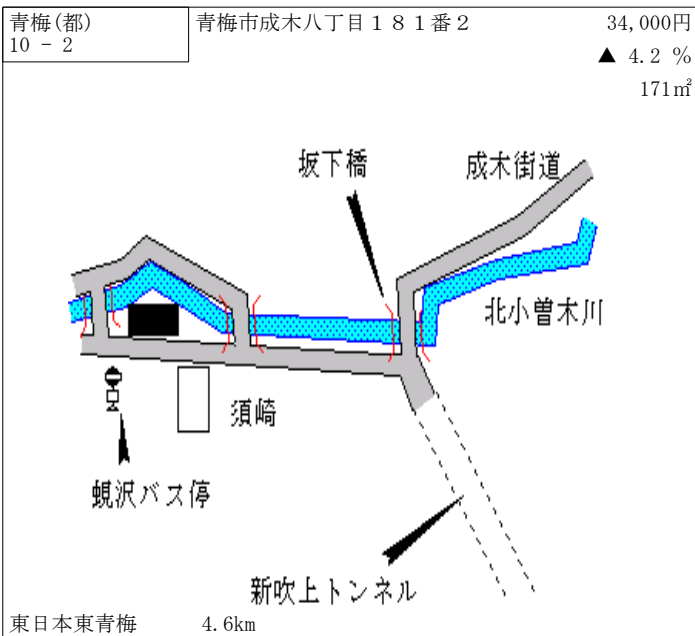 青梅(都)
10 - 2
青梅市成木八丁目１８１番２
34,000円
▲ 4.2 %
171㎡
坂下橋
成木街道
北小曽木川
須崎
蜆沢バス停
新吹上トンネル
東日本東青梅 4.6km